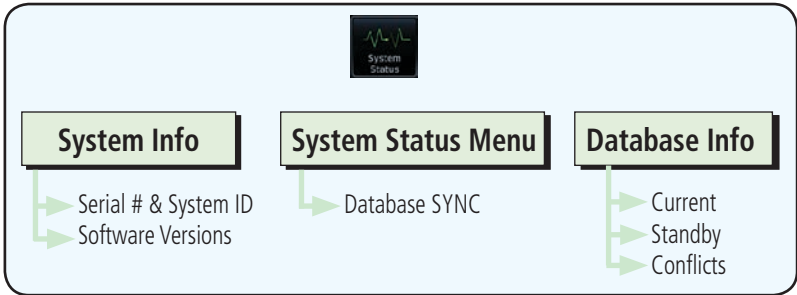 System
Status
System Info
Serial # & System ID
Software Versions
System Status Menu
Database SYNC
Database Info
Current
Standby
Conflicts